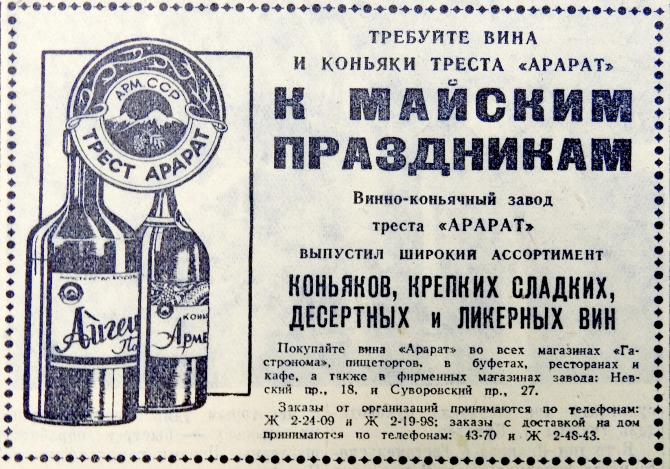 АРМ. ССР
ТРЕСТ АРАРАТ
Айген
КОНЬ
Арме
ТРЕБУЙТЕ ВИНА
И КОНЬЯКИ ТРЕСТА «АРАРАТ»
К МАЙСКИМ
ПРАЗДНИКАМ
Винно-коньячный завод
треста «АРАРАТ»
ВЫПУСТИЛ ШИРОКИЙ АССОРТИМЕНТ
КОНЬЯКОВ, КРЕПКИХ СЛАДКИХ,
ДЕСЕРТНЫХ и ЛИКЕРНЫХ ВИН
Покупайте вина «Арарат» во всех магазинах «Га-
стронома», пищеторгов, в буфетах, ресторанах и
кафе, а также в фирменных магазинах завода: Нев-
ский пр., 18, и Суворовский пр., 27.
Заказы от организаций принимаются по телефонам:
Ж 2-24-09 и Ж 2-19-98; заказы с доставкой на дом
принимаются по телефонам: 43-70 и Ж 2-48-43.